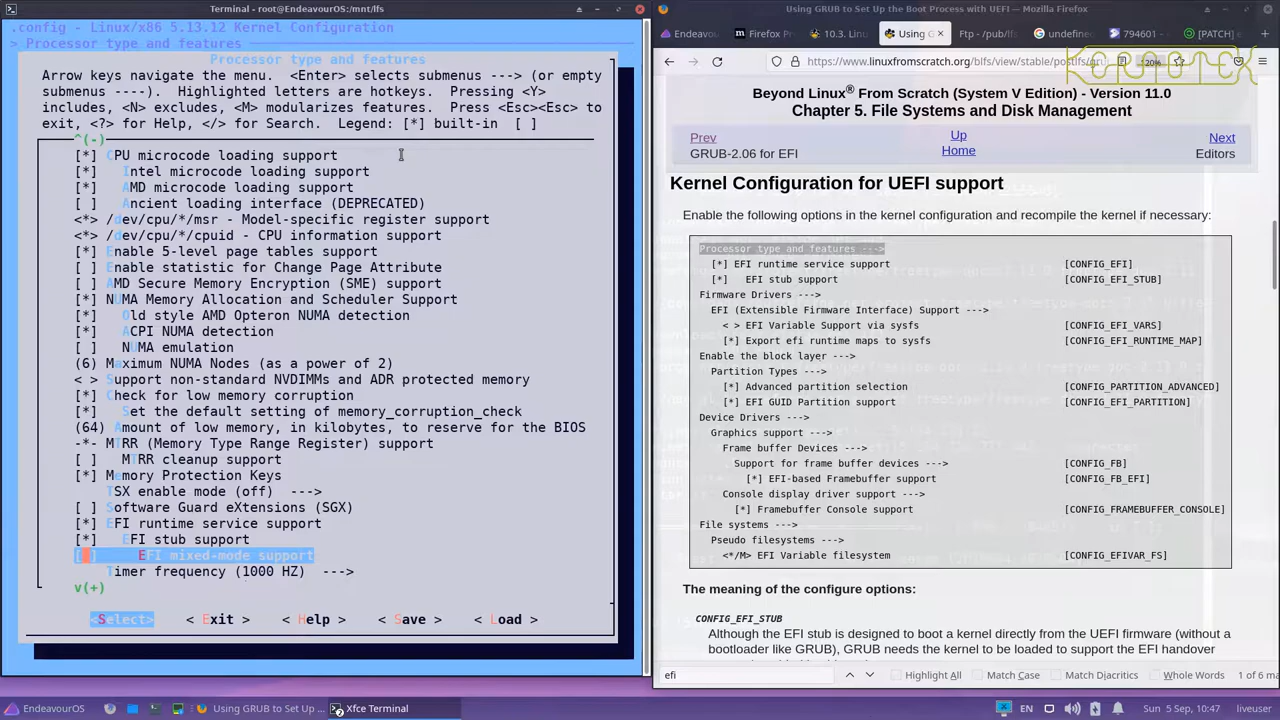 Terminal - root@EndeavourOS:/mnt/lfs
.config - Linux/x86 5.13.12 Kernel Configuration
> Processor type and features
Processor type and features
Arrow keys navigate the menu. <Enter> selects submenus ---> (or empty
submenus ----). Highlighted letters are hotkeys. Pressing <Y>
includes, <N> excludes, <M> modularizes features. Press <Esc><Esc> to
exit, <?> for Help, </> for Search. Legend: [*] built-in [ ]
^(-)
[*] CPU microcode loading support
[*] Intel microcode loading support
[*] AMD microcode loading support
[ ] Ancient loading interface (DEPRECATED)
<*> /dev/cpu/*/msr - Model-specific register support
<*> /dev/cpu/*/cpuid - CPU information support
[*] Enable 5-level page tables support
[ ] Enable statistic for Change Page Attribute
[ ] AMD Secure Memory Encryption (SME) support
[*] NUMA Memory Allocation and Scheduler Support
[*] Old style AMD Opteron NUMA detection
[*] ACPI NUMA detection
[ ] NUMA emulation
(6) Maximum NUMA Nodes (as a power of 2)
< > Support non-standard NVDIMMs and ADR protected memory
[*] Check for low memory corruption
[*] Set the default setting of memory_corruption_check
(64) Amount of low memory, in kilobytes, to reserve for the BIOS
-*- MTRR (Memory Type Range Register) support
[ ] MTRR cleanup support
[*] Memory Protection Keys
TSX enable mode (off) --->
[ ] Software Guard eXtensions (SGX)
[*] EFI runtime service support
[*] EFI stub support
[ ] EFI mixed-mode support
Timer frequency (1000 HZ) --->
v(+)
<Select> < Exit > < Help > < Save > < Load >
Using GRUB to Set Up the Boot Process with UEFI — Mozilla Firefox
Endeavou
Firefox Pr
10.3. Linu
Using G
Ftp - /pub/lfs
undefined
794601 -
[PATCH]
https://www.linuxfromscratch.org/blfs/view/stable/postlfs/gru
120%
Beyond Linux® From Scratch (System V Edition) - Version 11.0
Chapter 5. File Systems and Disk Management
Prev Up Next
GRUB-2.06 for EFI Home Editors
Kernel Configuration for UEFI support
Enable the following options in the kernel configuration and recompile the kernel if necessary:
Processor type and features --->
[*] EFI runtime service support [CONFIG_EFI]
[*] EFI stub support [CONFIG_EFI_STUB]
Firmware Drivers --->
EFI (Extensible Firmware Interface) Support --->
< > EFI Variable Support via sysfs [CONFIG_EFI_VARS]
[*] Export efi runtime maps to sysfs [CONFIG_EFI_RUNTIME_MAP]
Enable the block layer --->
Partition Types --->
[*] Advanced partition selection [CONFIG_PARTITION_ADVANCED]
[*] EFI GUID Partition support [CONFIG_EFI_PARTITION]
Device Drivers --->
Graphics support --->
Frame buffer Devices --->
Support for frame buffer devices ---> [CONFIG_FB]
[*] EFI-based Framebuffer support [CONFIG_FB_EFI]
Console display driver support --->
[*] Framebuffer Console support [CONFIG_FRAMEBUFFER_CONSOLE]
File systems --->
Pseudo filesystems --->
<*/M> EFI Variable filesystem [CONFIG_EFIVAR_FS]
The meaning of the configure options:
CONFIG_EFI_STUB
Although the EFI stub is designed to boot a kernel directly from the UEFI firmware (without a
bootloader like GRUB), GRUB needs the kernel to be loaded to support the EFI handover
efi
Highlight All Match Case Match Diacritics Whole Words 1 of 6 ma
EndeavourOS
Using GRUB to Set Up ...
Xfce Terminal
EN
Sun 5 Sep, 10:47
liveuser